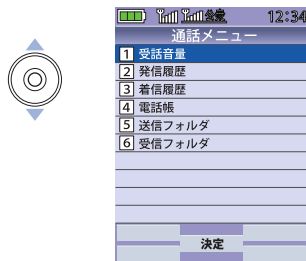 公衆 12:34
通話メニュー
1 受話音量
2 発信履歴
3 着信履歴
4 電話帳
5 送信フォルダ
6 受信フォルダ
決定